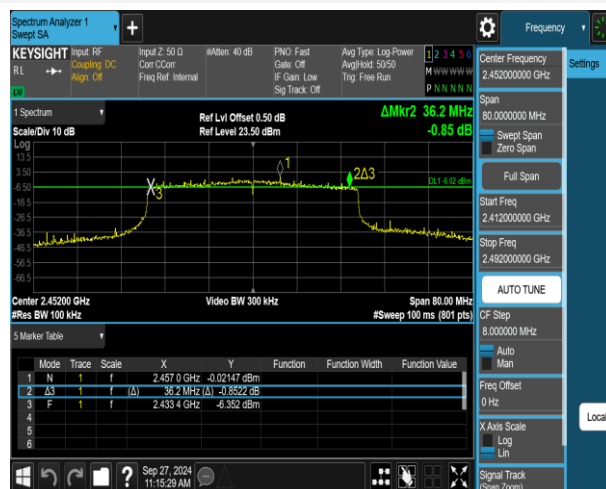 Spectrum Analyzer 1
Swept SA
Frequency
KEYSIGHT Input: RF
RL
Coupling: DC
Align: Off
Input Z: 50 Ω
Corr CCorr
Freq Ref: Internal
#Atten: 40 dB
PNO: Fast
Gate: Off
IF Gain: Low
Sig Track: Off
Avg Type: Log-Power
Avg|Hold: 50/50
Trig: Free Run
1 2 3 4 5 6
M W W W W W
P N N N N N
1 Spectrum
Scale/Div 10 dB
Ref Lvl Offset 0.50 dB
Ref Level 23.50 dBm
ΔMkr2 36.2 MHz
-0.85 dB
Log
13.5
3.50
-6.50
-16.5
-26.5
-36.5
-46.5
-56.5
-66.5
1
2Δ3
3
DL1 -6.02 dBm
Center 2.45200 GHz
#Res BW 100 kHz
Video BW 300 kHz
Span 80.00 MHz
#Sweep 100 ms (801 pts)
5 Marker Table
Mode Trace Scale X Y Function Function Width Function Value
1 N 1 f 2.457 0 GHz -0.02147 dBm
2 Δ3 1 f (Δ) 36.2 MHz (Δ) -0.8522 dB
3 F 1 f 2.433 4 GHz -6.352 dBm
4
5
6
Sep 27, 2024
11:15:29 AM
Center Frequency
2.452000000 GHz
Span
80.0000000 MHz
Swept Span
Zero Span
Full Span
Start Freq
2.412000000 GHz
Stop Freq
2.492000000 GHz
AUTO TUNE
CF Step
8.000000 MHz
Auto
Man
Freq Offset
0 Hz
X Axis Scale
Log
Lin
Signal Track
(Span Zoom)
Settings
Local